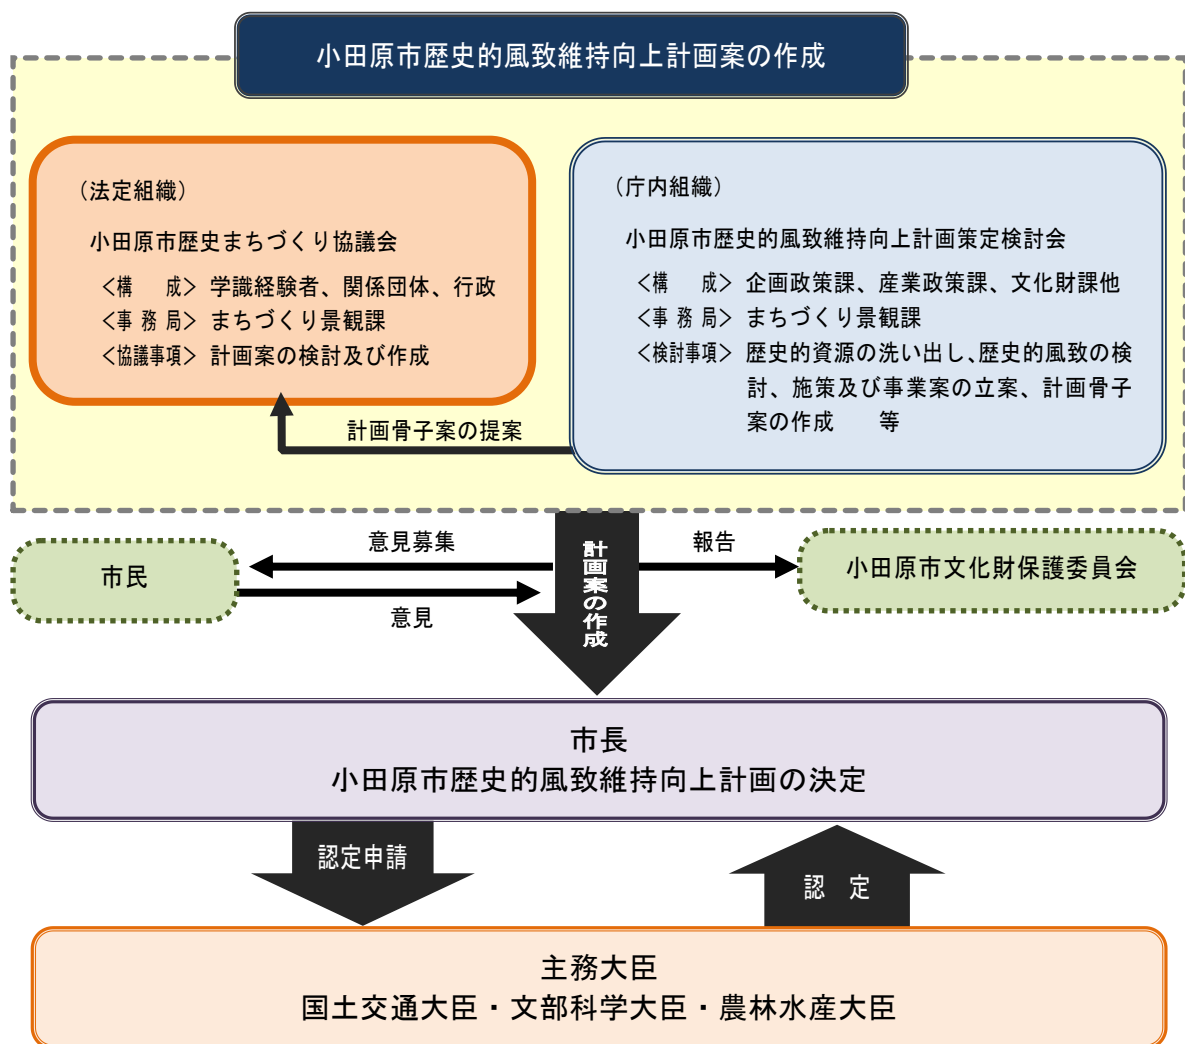 小田原市歴史的風致維持向上計画案の作成
（法定組織）
小田原市歴史まちづくり協議会
＜構　成＞ 学識経験者、関係団体、行政
＜事 務 局＞ まちづくり景観課
＜協議事項＞ 計画案の検討及び作成
（庁内組織）
小田原市歴史的風致維持向上計画策定検討会
＜構　成＞ 企画政策課、産業政策課、文化財課他
＜事 務 局＞ まちづくり景観課
＜検討事項＞ 歴史的資源の洗い出し、歴史的風致の検
討、施策及び事業案の立案、計画骨子
案の作成　　等
計画骨子案の提案
意見募集
計画案の作成
報告
市民
小田原市文化財保護委員会
意見
市長
小田原市歴史的風致維持向上計画の決定
認定申請
認　定
主務大臣
国土交通大臣・文部科学大臣・農林水産大臣